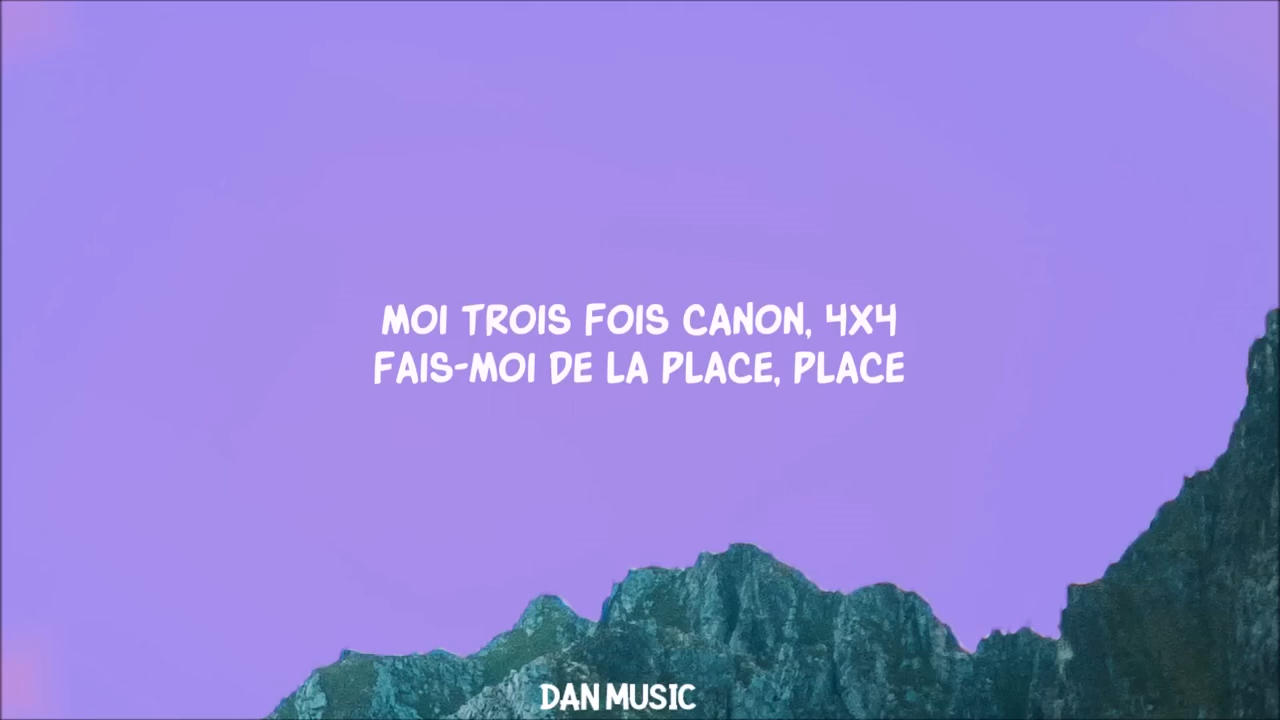 MOI TROIS FOIS CANON, 4X4
FAIS-MOI DE LA PLACE, PLACE
DAN MUSIC